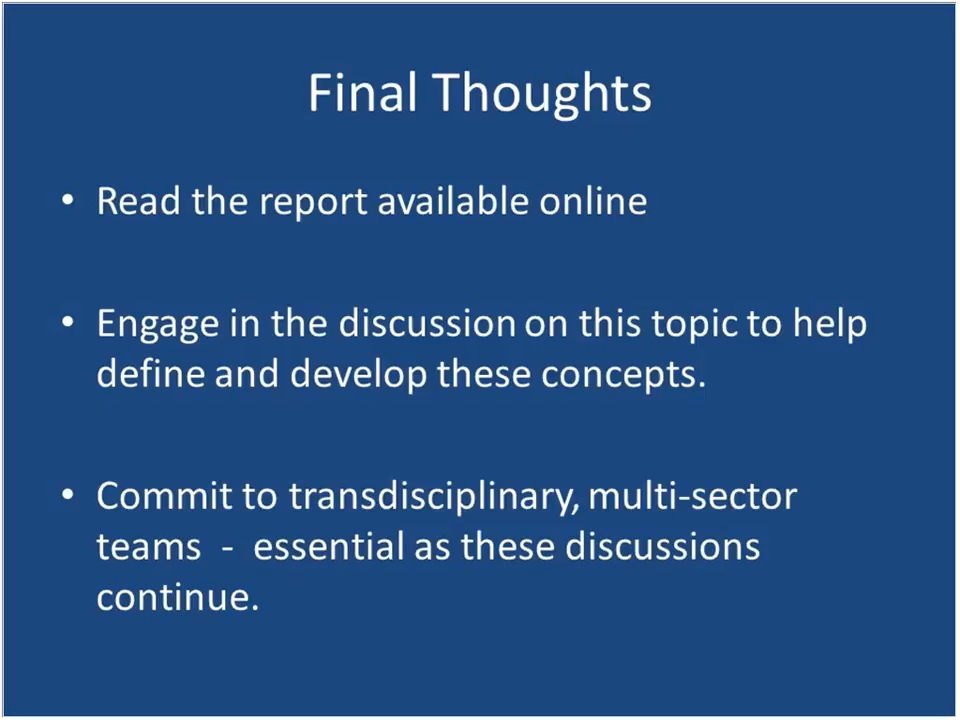 Final Thoughts
• Read the report available online
• Engage in the discussion on this topic to help
define and develop these concepts.
• Commit to transdisciplinary, multi-sector
teams - essential as these discussions
continue.